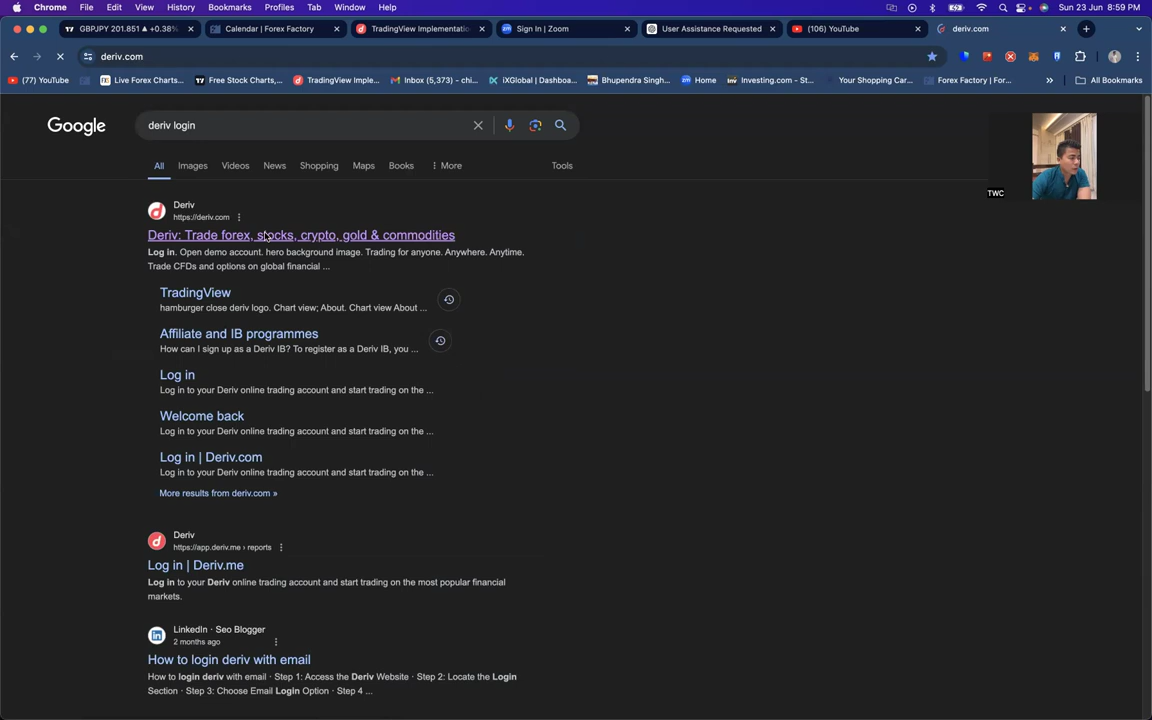 Chrome File Edit View History Bookmarks Profiles Tab Window Help Sun 23 Jun 8:59 PM
GBPJPY 201.851 ▲ +0.38% Calendar | Forex Factory TradingView Implementatio Sign In | Zoom User Assistance Requested (106) YouTube deriv.com
deriv.com
(77) YouTube Live Forex Charts... Free Stock Charts,... TradingView Imple... Inbox (5,373) - chi... iXGlobal | Dashboa... Bhupendra Singh... Home Investing.com - St... Your Shopping Car... Forex Factory | For... » All Bookmarks
Google
deriv login
All Images Videos News Shopping Maps Books More Tools
TWC
Deriv
https://deriv.com
Deriv: Trade forex, stocks, crypto, gold & commodities
Log in. Open demo account. hero background image. Trading for anyone. Anywhere. Anytime.
Trade CFDs and options on global financial ...
TradingView
hamburger close deriv logo. Chart view; About. Chart view About ...
Affiliate and IB programmes
How can I sign up as a Deriv IB? To register as a Deriv IB, you ...
Log in
Log in to your Deriv online trading account and start trading on the ...
Welcome back
Log in to your Deriv online trading account and start trading on the ...
Log in | Deriv.com
Log in to your Deriv online trading account and start trading on the ...
More results from deriv.com »
Deriv
https://app.deriv.me › reports
Log in | Deriv.me
Log in to your Deriv online trading account and start trading on the most popular financial
markets.
LinkedIn · Seo Blogger
2 months ago
How to login deriv with email
How to login deriv with email · Step 1: Access the Deriv Website · Step 2: Locate the Login
Section · Step 3: Choose Email Login Option · Step 4 ...